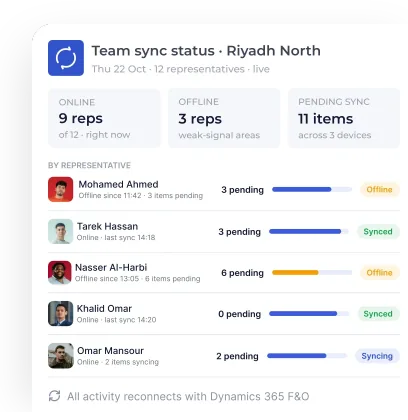 Team sync status · Riyadh North
Thu 22 Oct · 12 representatives · live
ONLINE
9 reps
of 12 · right now
OFFLINE
3 reps
weak-signal areas
PENDING SYNC
11 items
across 3 devices
BY REPRESENTATIVE
Mohamed Ahmed
Offline since 11:42 · 3 items pending
3 pending
Offline
Tarek Hassan
Online · last sync 14:18
3 pending
Synced
Nasser Al-Harbi
Offline since 13:05 · 6 items pending
6 pending
Offline
Khalid Omar
Online · last sync 14:20
0 pending
Synced
Omar Mansour
Online · 2 items syncing
2 pending
Syncing
All activity reconnects with Dynamics 365 F&O